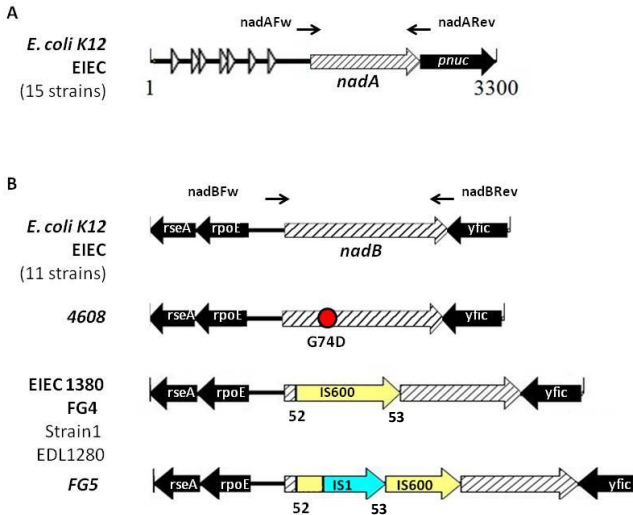 A
nadAFw
nadARev
E. coli K12
EIEC
(15 strains)
pnuc
1
nadA
3300
B
nadBFw
nadBRev
E. coli K12
EIEC
(11 strains)
rseA
rpoE
nadB
yfic
4608
rseA
rpoE
G74D
yfic
EIEC 1380
FG4
Strain1
EDL1280
rseA
rpoE
IS600
yfic
52
53
FG5
rseA
rpoE
IS1
IS600
yfic
52
53